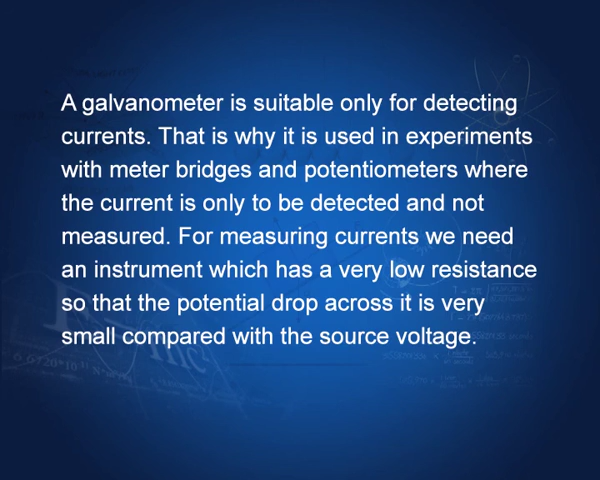 A galvanometer is suitable only for detecting
currents. That is why it is used in experiments
with meter bridges and potentiometers where
the current is only to be detected and not
measured. For measuring currents we need
an instrument which has a very low resistance
so that the potential drop across it is very
small compared with the source voltage.